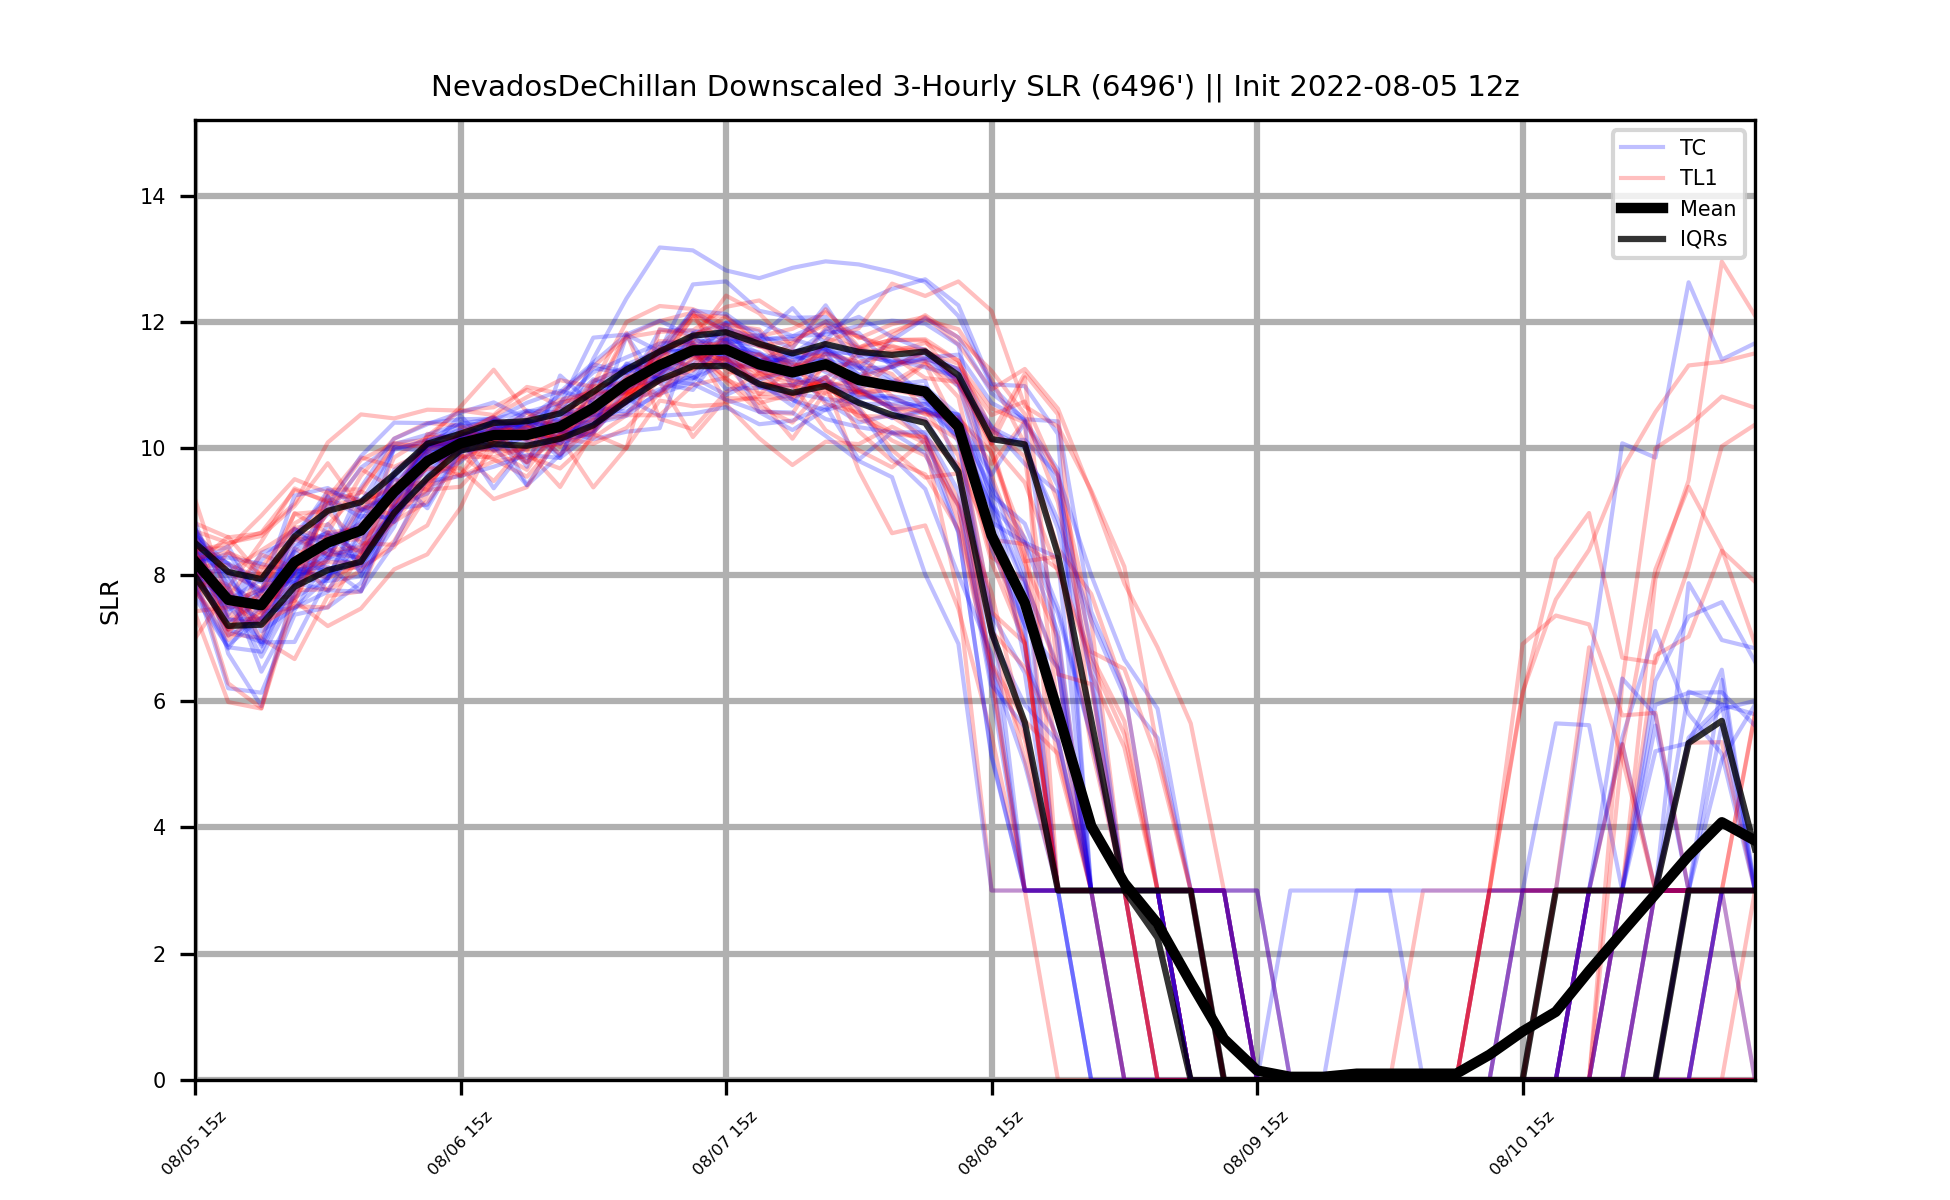 NevadosDeChillan Downscaled 3-Hourly SLR (6496') || Init 2022-08-05 12z
TC
TL1
Mean
IQRs
SLR
14
12
10
8
6
4
2
0
08/05 15z
08/06 15z
08/07 15z
08/08 15z
08/09 15z
08/10 15z